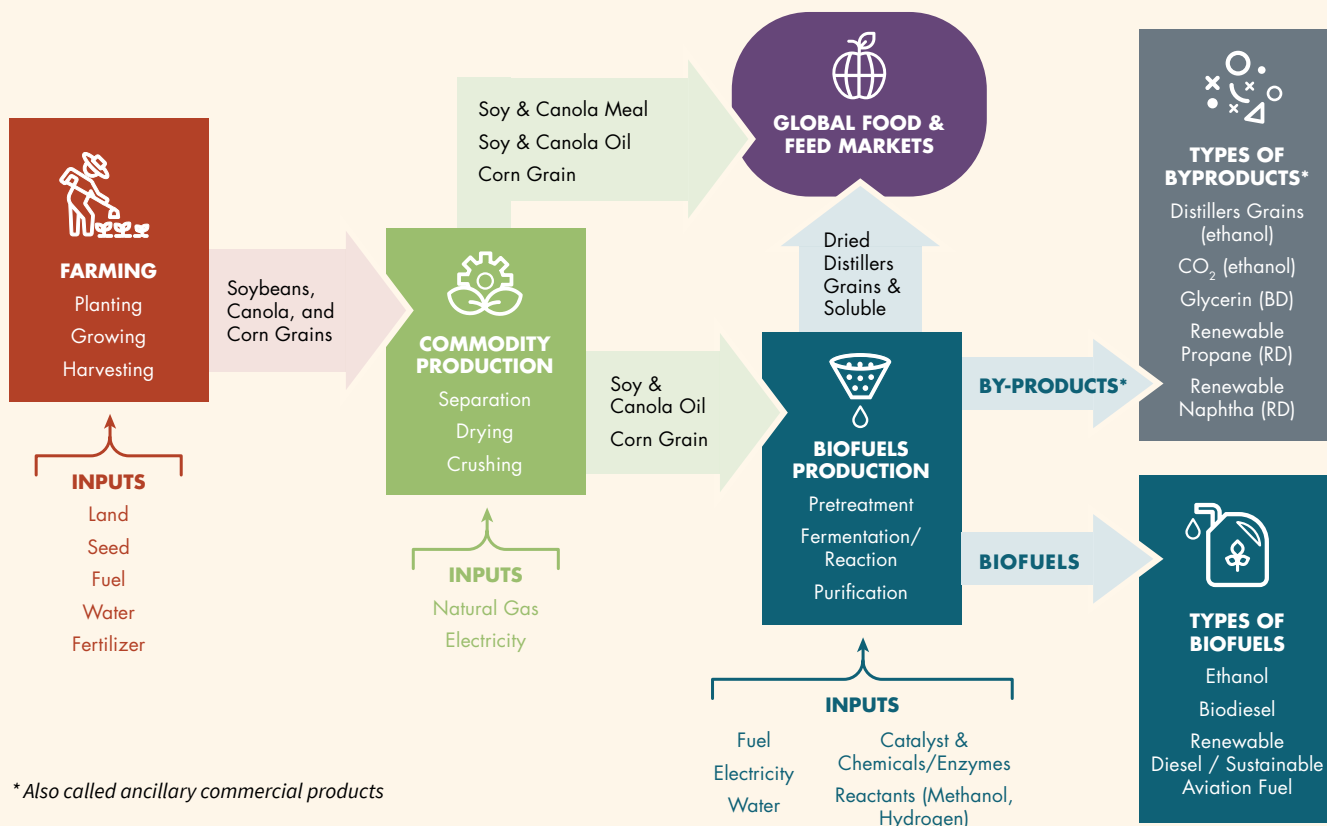 FARMING
Planting
Growing
Harvesting
INPUTS
Land
Seed
Fuel
Water
Fertilizer
Soybeans,
Canola, and
Corn Grains
COMMODITY
PRODUCTION
Separation
Drying
Crushing
INPUTS
Natural Gas
Electricity
Soy & Canola Meal
Soy & Canola Oil
Corn Grain
GLOBAL FOOD &
FEED MARKETS
Soy &
Canola Oil
Corn Grain
Dried
Distillers
Grains &
Soluble
BIOFUELS
PRODUCTION
Pretreatment
Fermentation/
Reaction
Purification
INPUTS
Fuel
Electricity
Water
Catalyst &
Chemicals/Enzymes
Reactants (Methanol,
Hydrogen)
BY-PRODUCTS*
TYPES OF
BYPRODUCTS*
Distillers Grains
(ethanol)
CO₂ (ethanol)
Glycerin (BD)
Renewable
Propane (RD)
Renewable
Naphtha (RD)
BIOFUELS
TYPES OF
BIOFUELS
Ethanol
Biodiesel
Renewable
Diesel / Sustainable
Aviation Fuel
* Also called ancillary commercial products